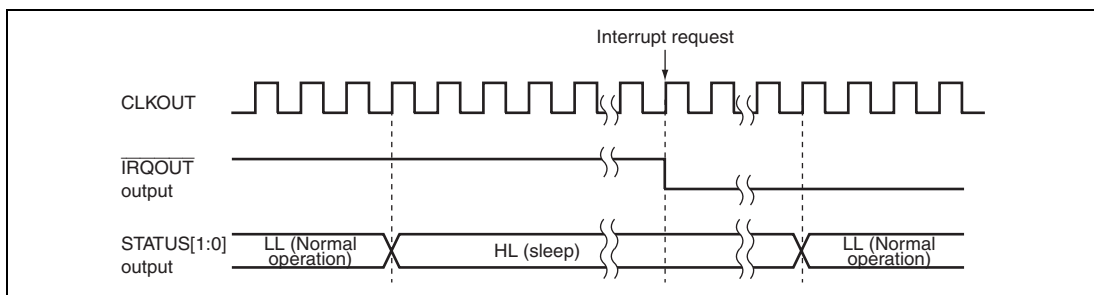 Interrupt request
CLKOUT
IRQOUT
output
STATUS[1:0]
output
LL (Normal
operation)
HL (sleep)
LL (Normal
operation)